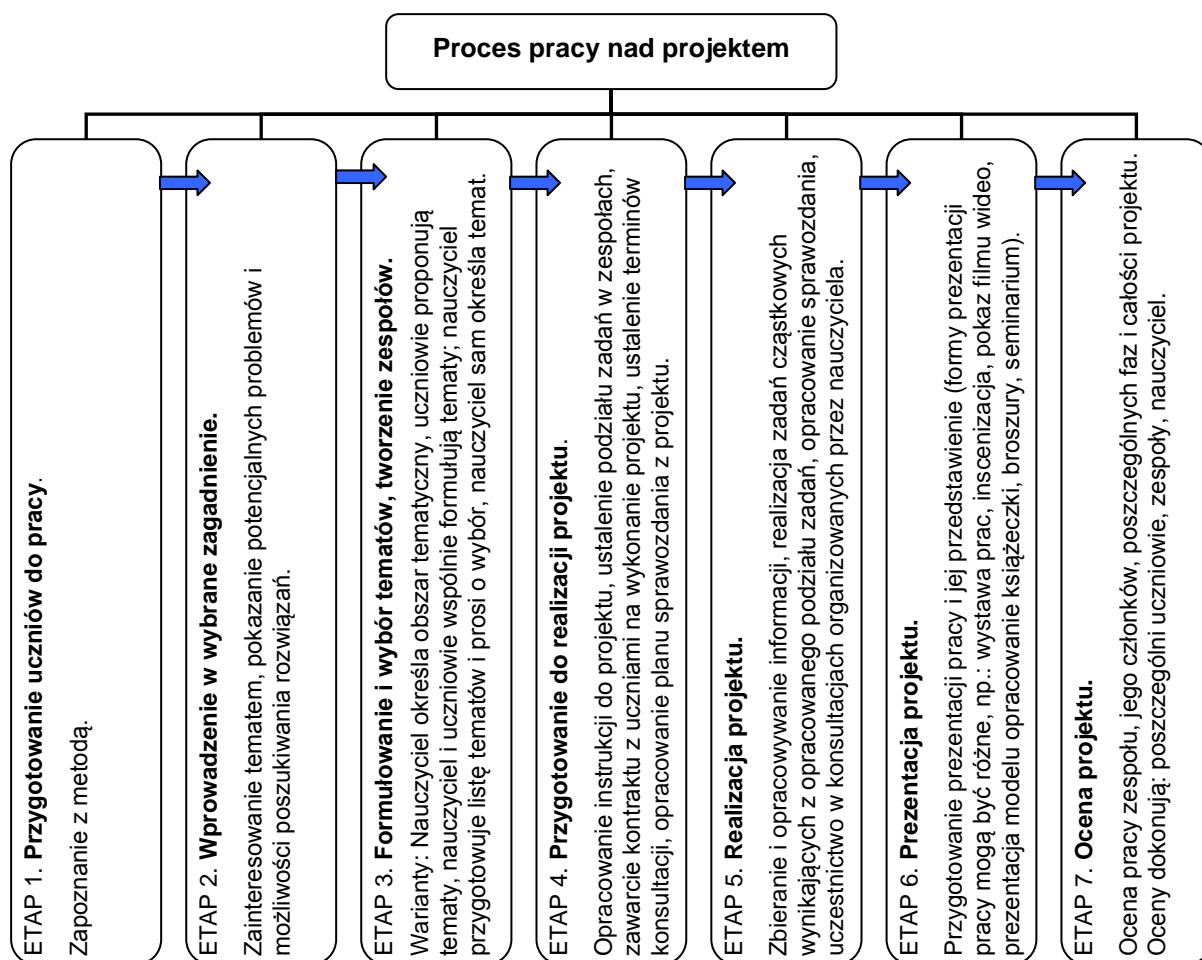 Proces pracy nad projektem
ETAP 1. Przygotowanie uczniów do pracy.
Zapoznanie z metodą.
ETAP 2. Wprowadzenie w wybrane zagadnienie.
Zainteresowanie tematem, pokazanie potencjalnych problemów i
możliwości poszukiwania rozwiązań.
ETAP 3. Formułowanie i wybór tematów, tworzenie zespołów.
Warianty: Nauczyciel określa obszar tematyczny, uczniowie proponują
tematy, nauczyciel i uczniowie wspólnie formułują tematy; nauczyciel
przygotowuje listę tematów i prosi o wybór, nauczyciel sam określa temat.
ETAP 4. Przygotowanie do realizacji projektu.
Opracowanie instrukcji do projektu, ustalenie podziału zadań w zespołach,
zawarcie kontraktu z uczniami na wykonanie projektu, ustalenie terminów
konsultacji, opracowanie planu sprawozdania z projektu.
ETAP 5. Realizacja projektu.
Zbieranie i opracowywanie informacji, realizacja zadań cząstkowych
wynikających z opracowanego podziału zadań, opracowanie sprawozdania,
uczestnictwo w konsultacjach organizowanych przez nauczyciela.
ETAP 6. Prezentacja projektu.
Przygotowanie prezentacji pracy i jej przedstawienie (formy prezentacji
pracy mogą być różne, np.: wystawa prac, inscenizacja, pokaz filmu wideo,
prezentacja modelu opracowanie książeczki, broszury, seminarium).
ETAP 7. Ocena projektu.
Ocena pracy zespołu, jego członków, poszczególnych faz i całości projektu.
Oceny dokonują: poszczególni uczniowie, zespoły, nauczyciel.